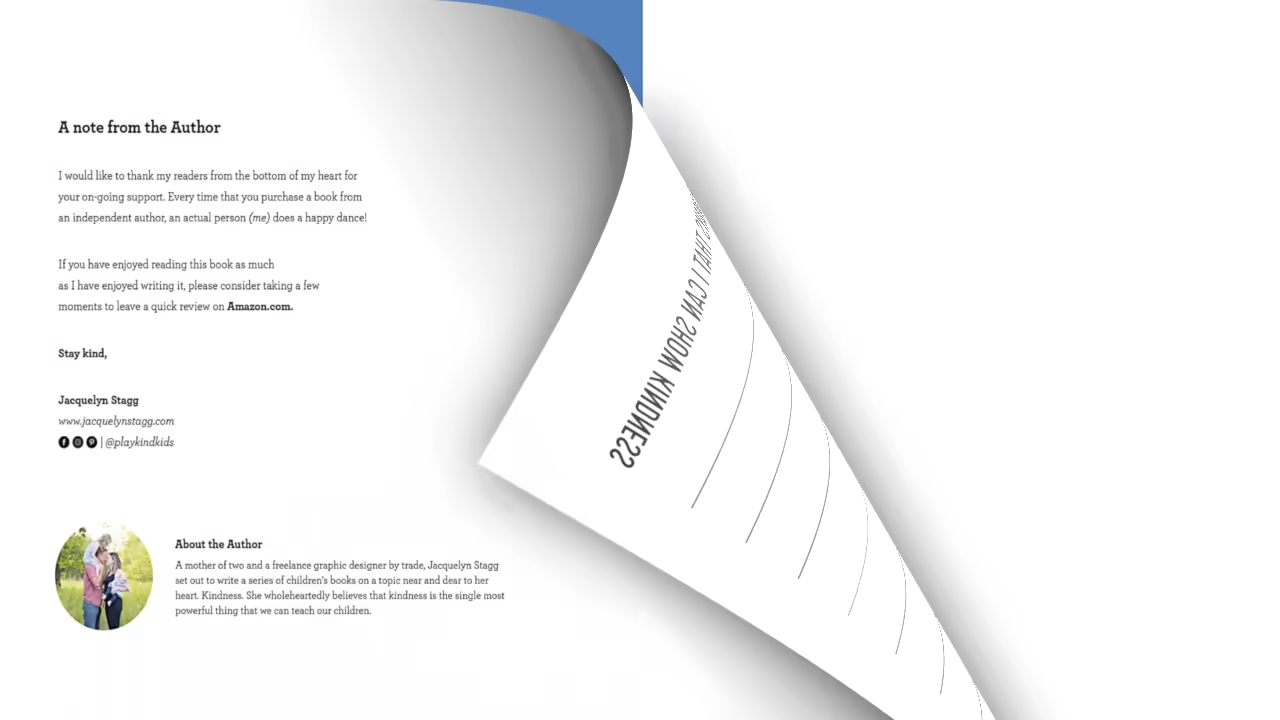 A note from the Author
I would like to thank my readers from the bottom of my heart for
your on-going support. Every time that you purchase a book from
an independent author, an actual person (me) does a happy dance!
If you have enjoyed reading this book as much
as I have enjoyed writing it, please consider taking a few
moments to leave a quick review on Amazon.com.
Stay kind,
Jacquelyn Stagg
www.jacquelynstagg.com
| @playkindkids
About the Author
A mother of two and a freelance graphic designer by trade, Jacquelyn Stagg
set out to write a series of children's books on a topic near and dear to her
heart. Kindness. She wholeheartedly believes that kindness is the single most
powerful thing that we can teach our children.
THAT I CAN SHOW KINDNESS